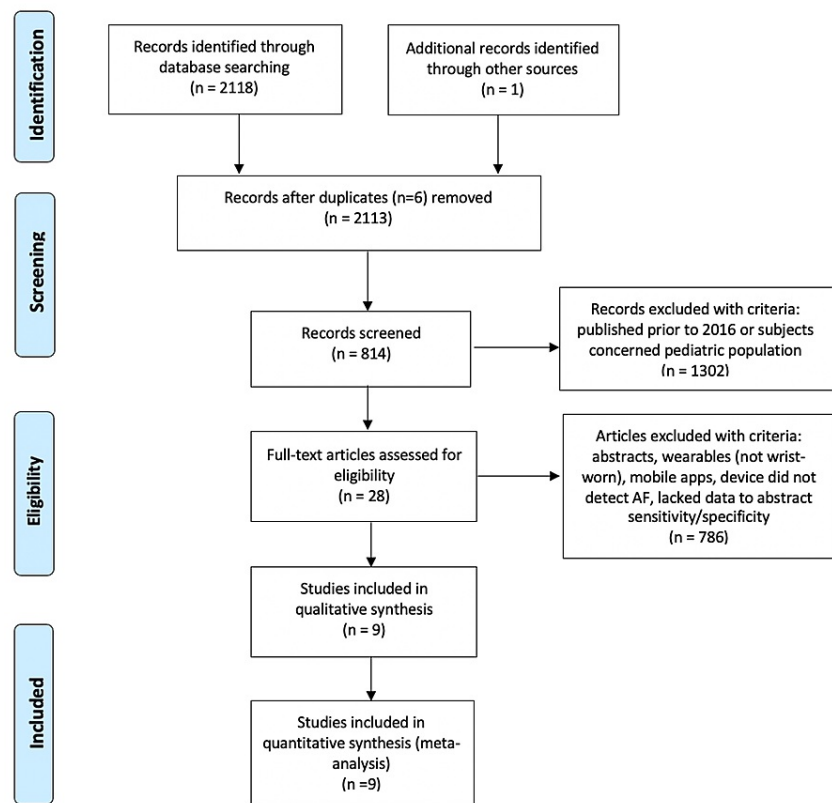 Identification
Records identified through
database searching
(n = 2118)
Additional records identified
through other sources
(n = 1)
Screening
Records after duplicates (n=6) removed
(n = 2113)
Records screened
(n = 814)
Records excluded with criteria:
published prior to 2016 or subjects
concerned pediatric population
(n = 1302)
Eligibility
Full-text articles assessed for
eligibility
(n = 28)
Articles excluded with criteria:
abstracts, wearables (not wrist-
worn), mobile apps, device did not
detect AF, lacked data to abstract
sensitivity/specificity
(n = 786)
Studies included in
qualitative synthesis
(n = 9)
Included
Studies included in
quantitative synthesis (meta-
analysis)
(n =9)